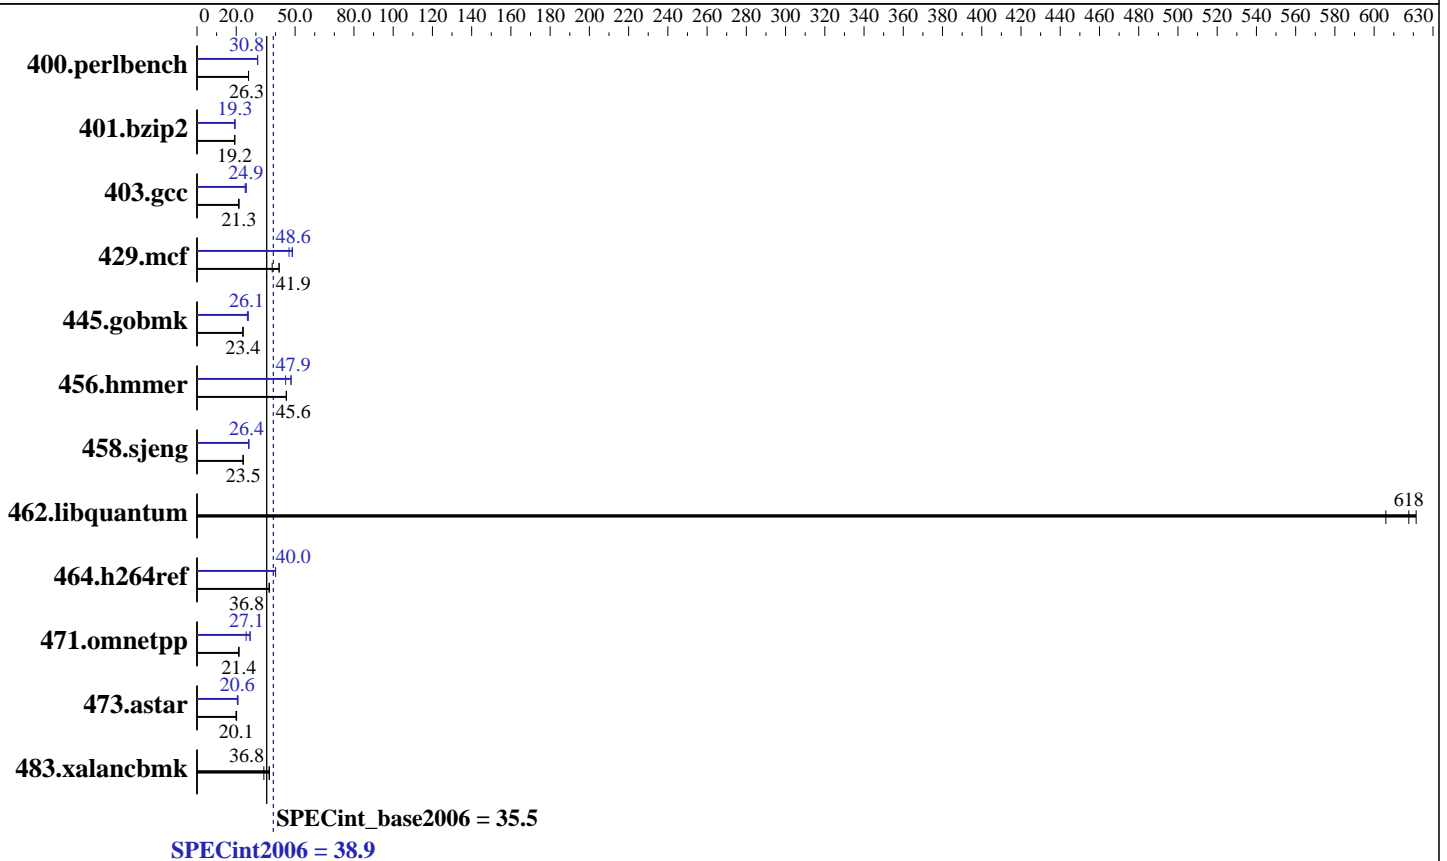 0 20.0 50.0 80.0 100 120 140 160 180 200 220 240 260 280 300 320 340 360 380 400 420 440 460 480 500 520 540 560 580 600 630
30.8
400.perlbench
26.3
19.3
401.bzip2
19.2
24.9
403.gcc
21.3
48.6
429.mcf
41.9
26.1
445.gobmk
23.4
47.9
456.hmmer
45.6
26.4
458.sjeng
23.5
618
462.libquantum
40.0
464.h264ref
36.8
27.1
471.omnetpp
21.4
20.6
473.astar
20.1
36.8
483.xalancbmk
SPECint_base2006 = 35.5
SPECint2006 = 38.9